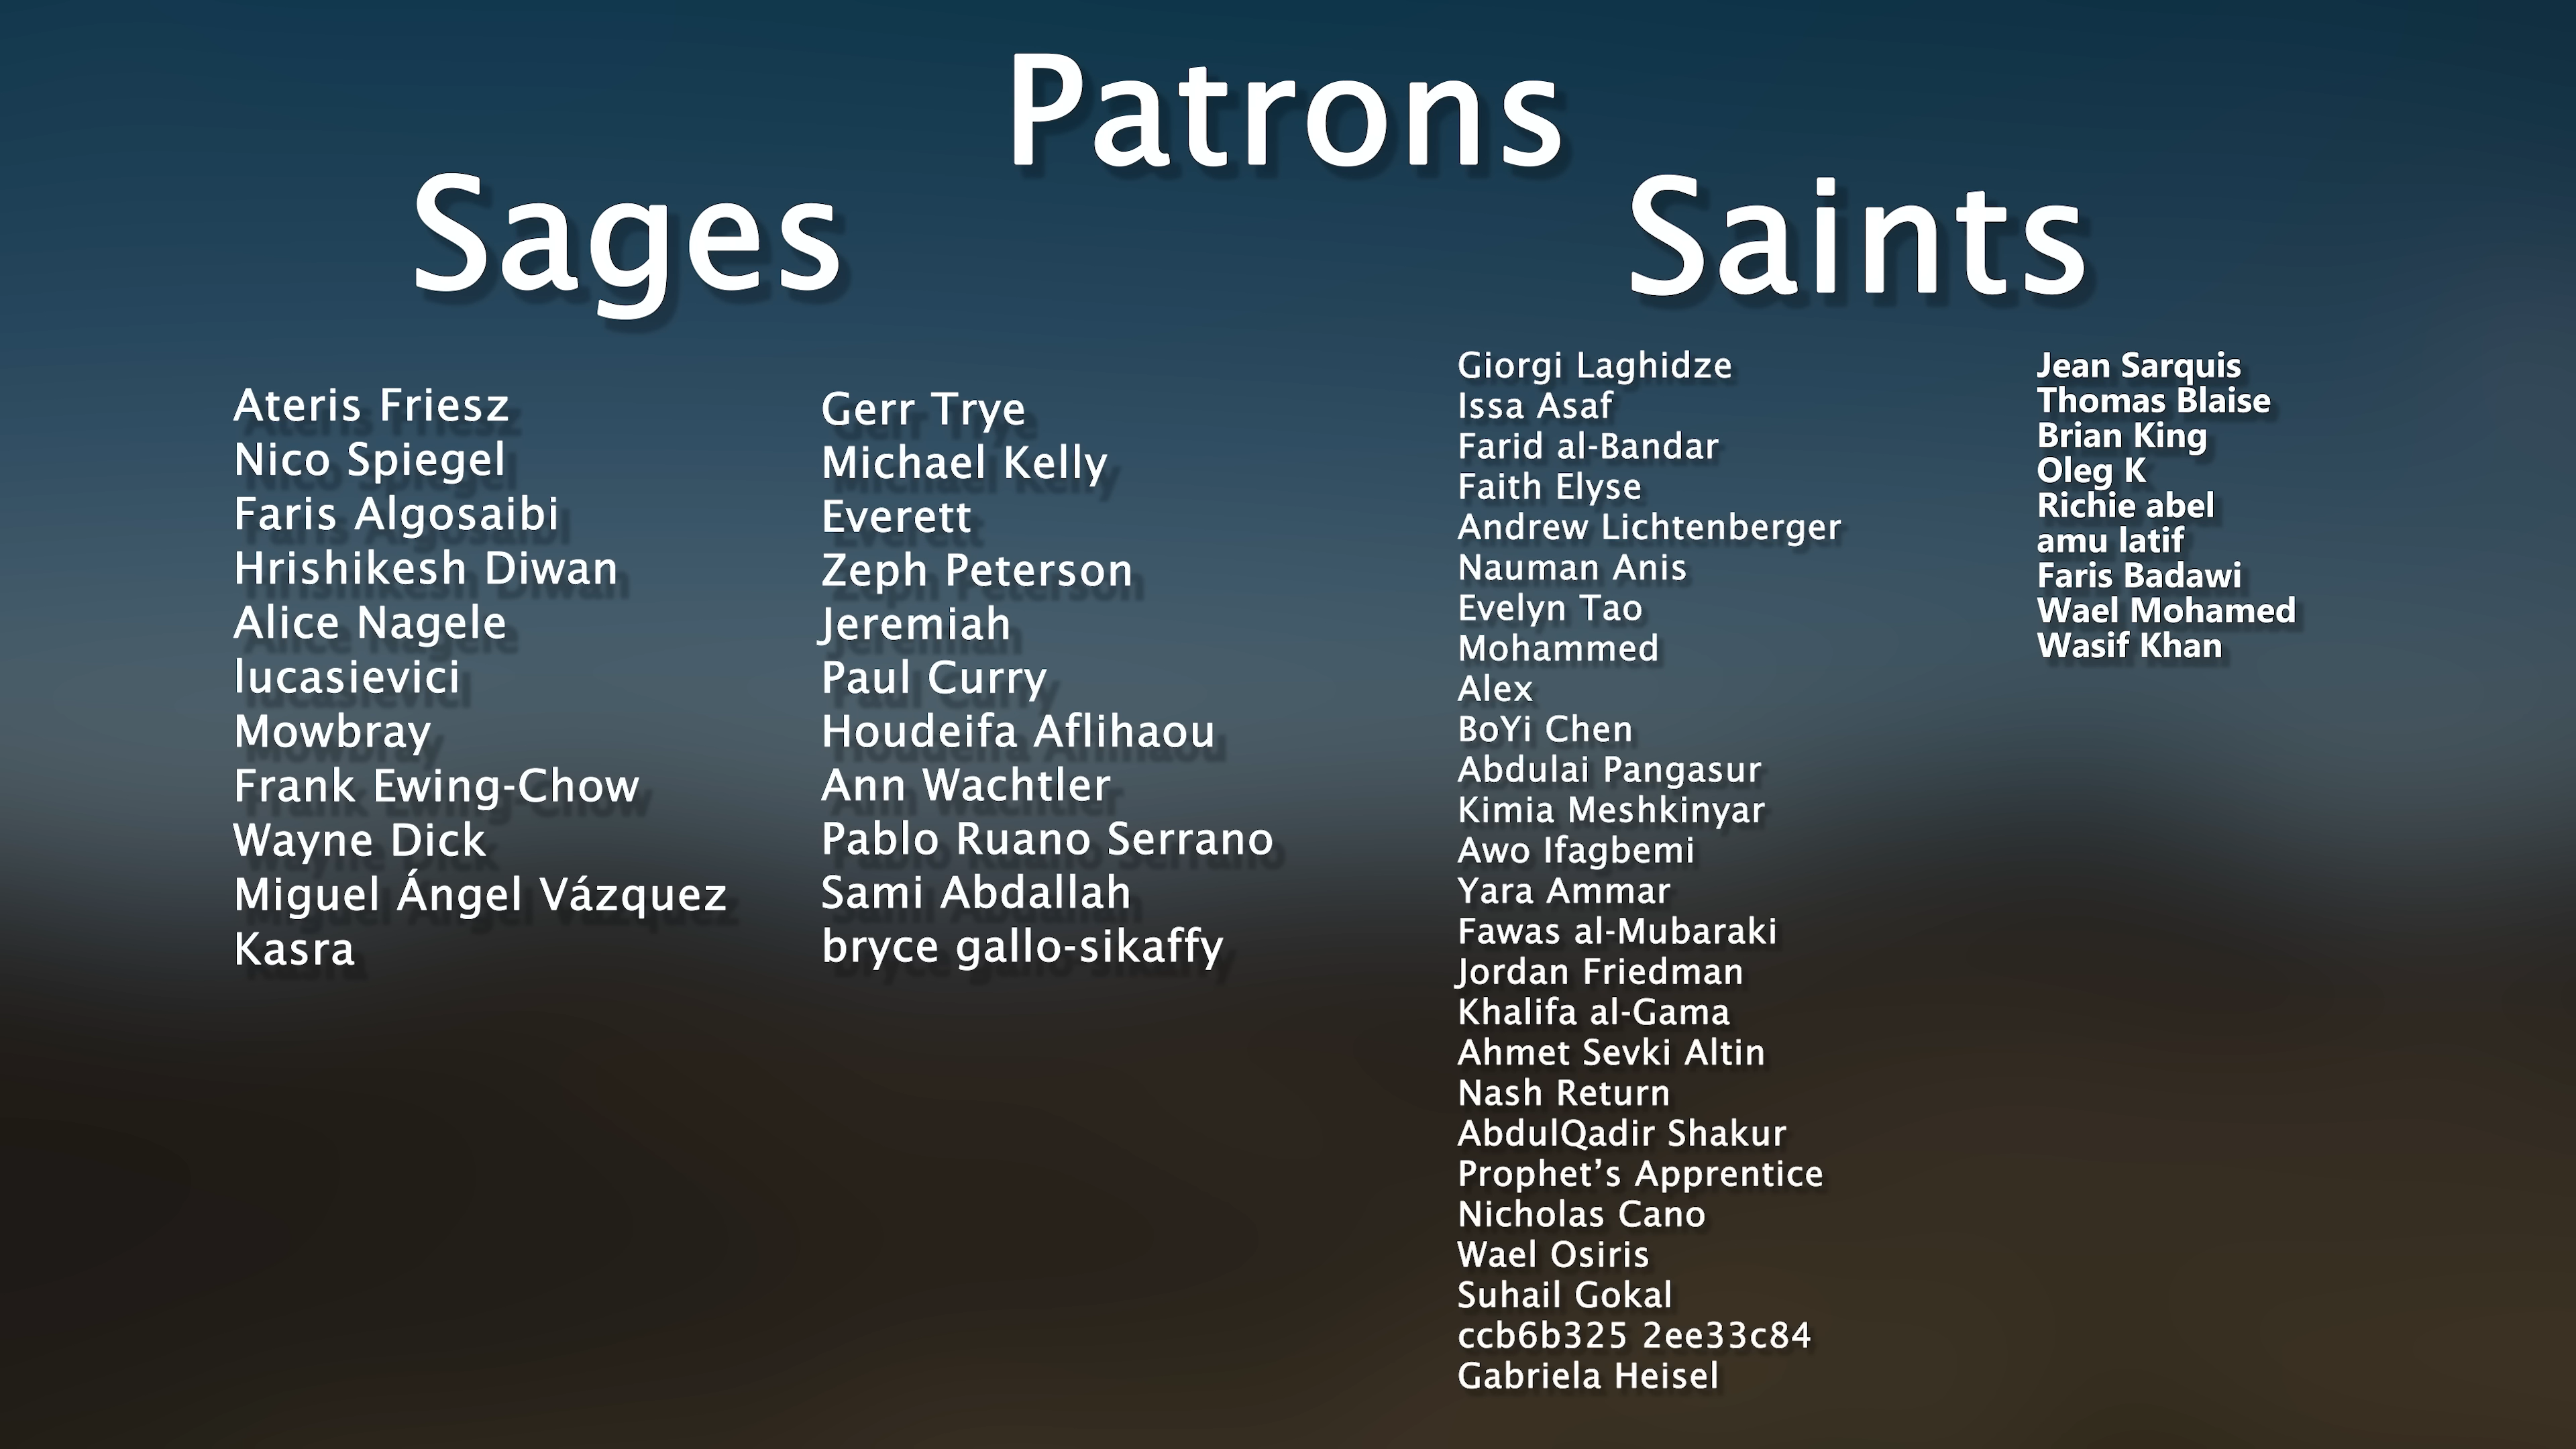 Patrons
Sages
Ateris Friesz
Nico Spiegel
Faris Algosaibi
Hrishikesh Diwan
Alice Nagele
lucasievici
Mowbray
Frank Ewing-Chow
Wayne Dick
Miguel Ángel Vázquez
Kasra
Gerr Trye
Michael Kelly
Everett
Zeph Peterson
Jeremiah
Paul Curry
Houdeifa Aflihaou
Ann Wachtler
Pablo Ruano Serrano
Sami Abdallah
bryce gallo-sikaffy
Saints
Giorgi Laghidze
Issa Asaf
Farid al-Bandar
Faith Elyse
Andrew Lichtenberger
Nauman Anis
Evelyn Tao
Mohammed
Alex
BoYi Chen
Abdulai Pangasur
Kimia Meshkinyar
Awo Ifagbemi
Yara Ammar
Fawas al-Mubaraki
Jordan Friedman
Khalifa al-Gama
Ahmet Sevki Altin
Nash Return
AbdulQadir Shakur
Prophet’s Apprentice
Nicholas Cano
Wael Osiris
Suhail Gokal
ccb6b325 2ee33c84
Gabriela Heisel
Jean Sarquis
Thomas Blaise
Brian King
Oleg K
Richie abel
amu latif
Faris Badawi
Wael Mohamed
Wasif Khan